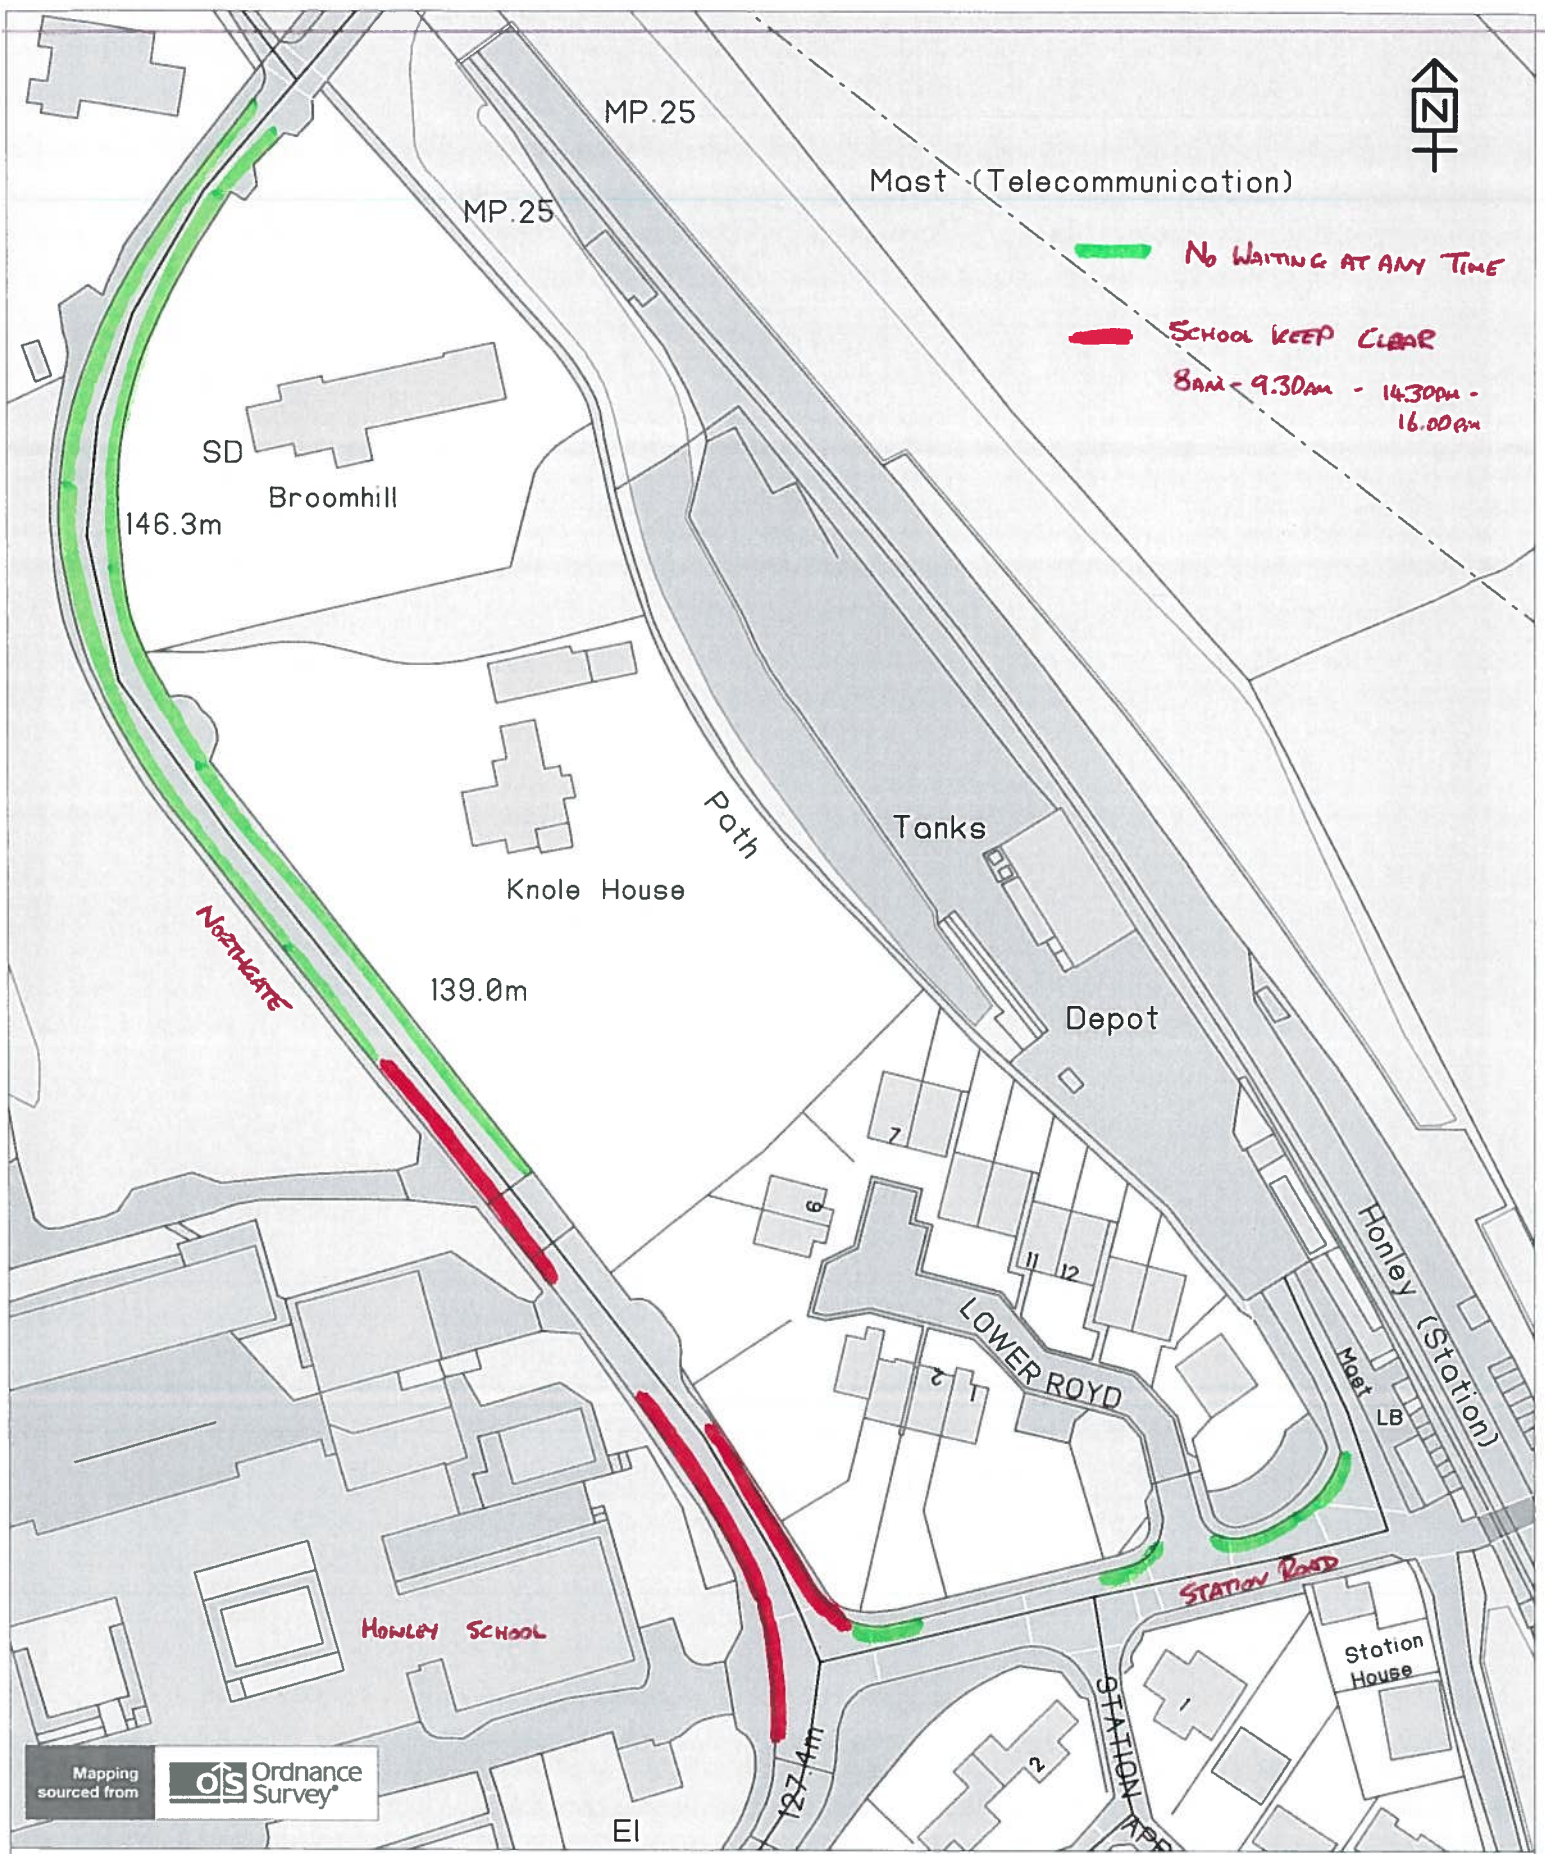 MP.25
N
Mast (Telecommunication)
MP.25
No WAITING AT ANY TIME
SCHOOL KEEP CLEAR
8AM - 9.30AM - 14.30PM -
16.00PM
SD
Broomhill
146.3m
Path
Tanks
Knole House
NORTHGATE
139.0m
Depot
7
6
11
12
Honley (Station)
LOWER ROYD
2
1
Mast
LB
STATION ROAD
HONLEY SCHOOL
Station
House
STATION APP
1
2
127.4m
Mapping
sourced from
OS Ordnance
Survey®
El